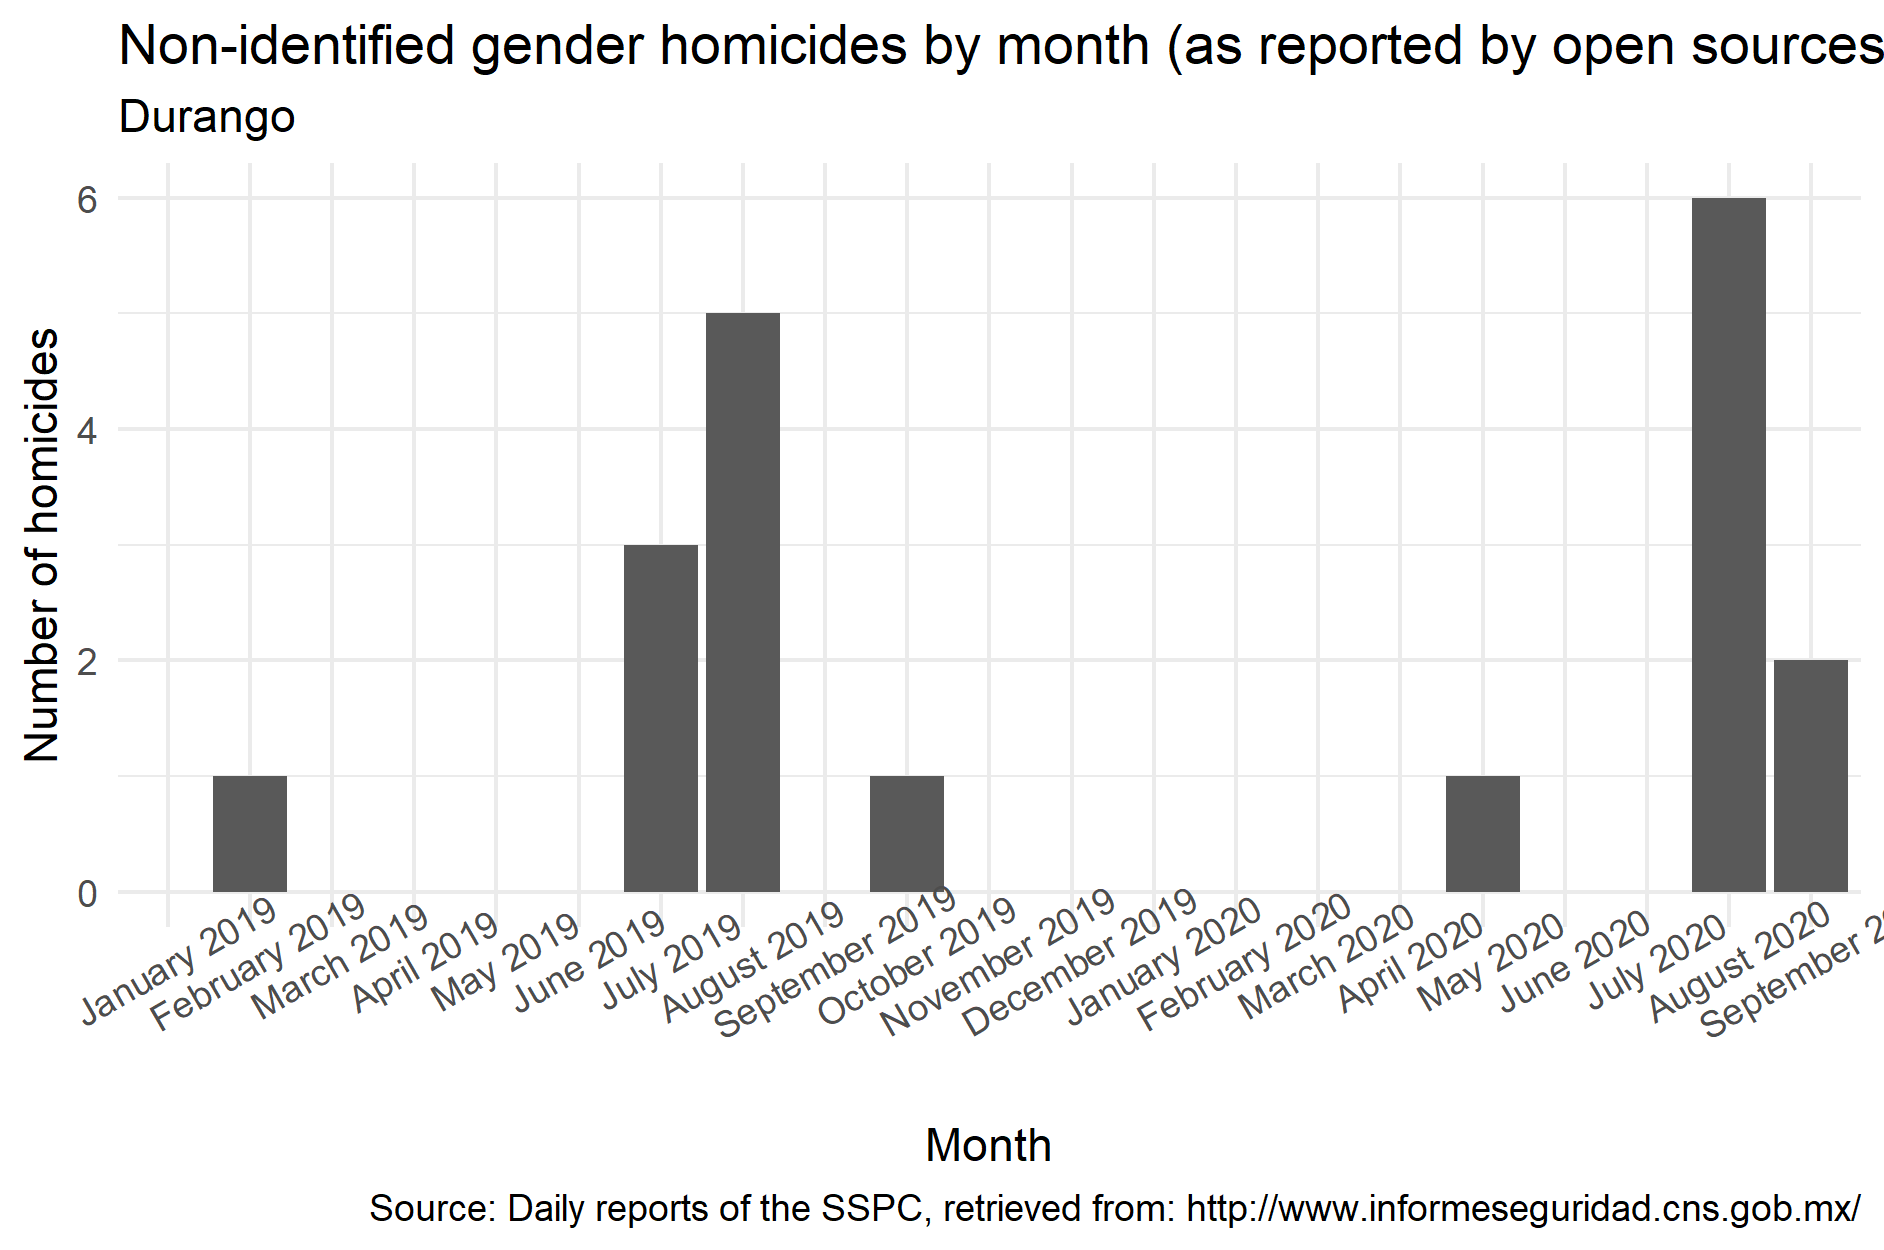 Non-identified gender homicides by month (as reported by open sources
Durango
Number of homicides
6
4
2
0
January 2019
February 2019
March 2019
April 2019
May 2019
June 2019
July 2019
August 2019
September 2019
October 2019
November 2019
December 2019
January 2020
February 2020
March 2020
April 2020
May 2020
June 2020
July 2020
August 2020
September
Month
Source: Daily reports of the SSPC, retrieved from: http://www.informeseguridad.cns.gob.mx/